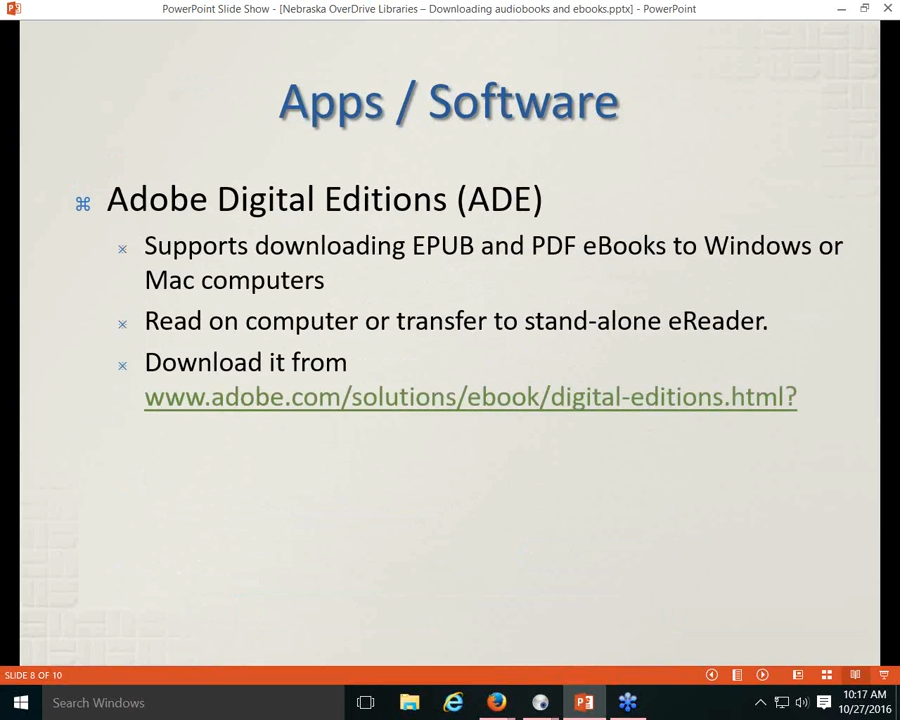 PowerPoint Slide Show - [Nebraska OverDrive Libraries – Downloading audiobooks and ebooks.pptx] - PowerPoint
Apps / Software
Adobe Digital Editions (ADE)
Supports downloading EPUB and PDF eBooks to Windows or
Mac computers
Read on computer or transfer to stand-alone eReader.
Download it from
www.adobe.com/solutions/ebook/digital-editions.html?
SLIDE 8 OF 10
Search Windows
10:17 AM
10/27/2016